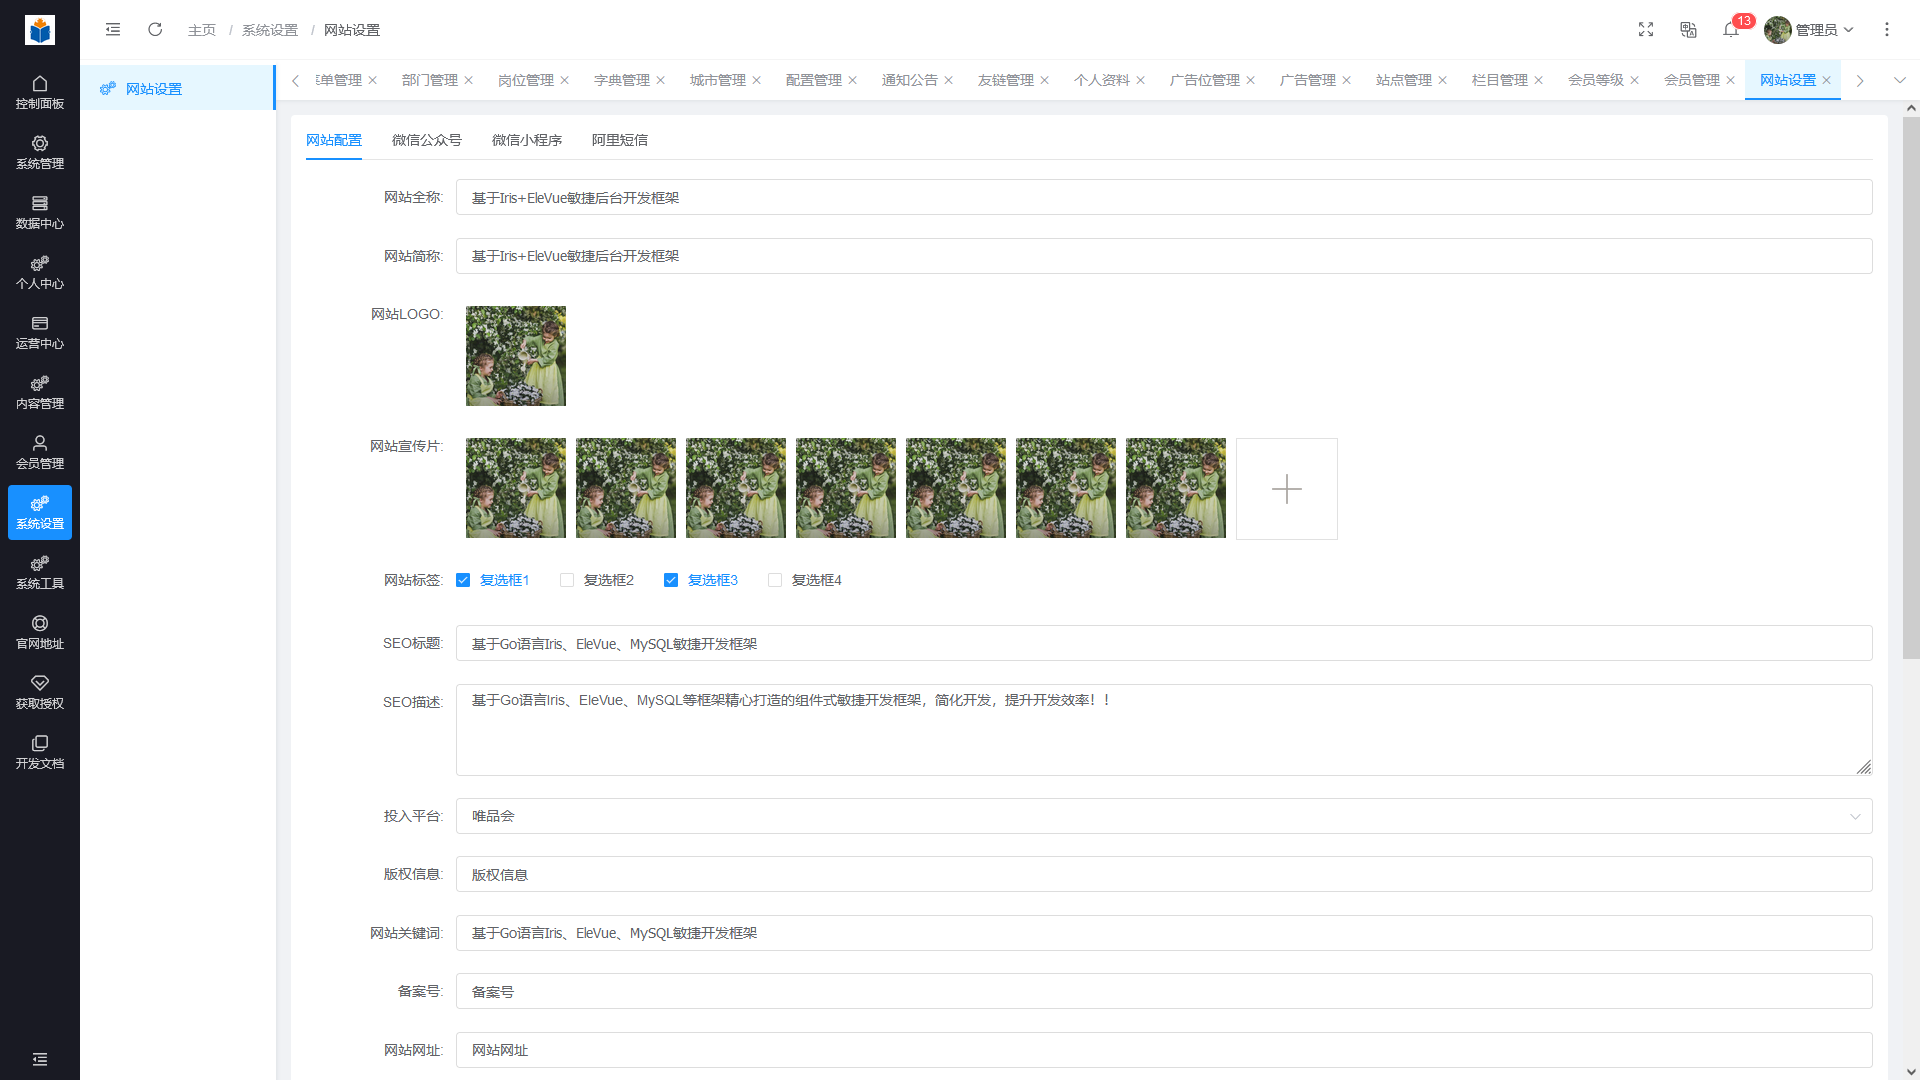 主页 / 系统设置 / 网站设置
13
管理员
控制面板
系统管理
数据中心
个人中心
运营中心
内容管理
会员管理
系统设置
系统工具
官网地址
获取授权
开发文档
网站设置
单管理 部门管理 岗位管理 字典管理 城市管理 配置管理 通知公告 友链管理 个人资料 广告位管理 广告管理 站点管理 栏目管理 会员等级 会员管理 网站设置
网站配置 微信公众号 微信小程序 阿里短信
网站全称: 基于Iris+EleVue敏捷后台开发框架
网站简称: 基于Iris+EleVue敏捷后台开发框架
网站LOGO:
网站宣传片:
网站标签: 复选框1 复选框2 复选框3 复选框4
SEO标题: 基于Go语言Iris、EleVue、MySQL敏捷开发框架
SEO描述: 基于Go语言Iris、EleVue、MySQL等框架精心打造的组件式敏捷开发框架，简化开发，提升开发效率！！
投入平台: 唯品会
版权信息: 版权信息
网站关键词: 基于Go语言Iris、EleVue、MySQL敏捷开发框架
备案号: 备案号
网站网址: 网站网址